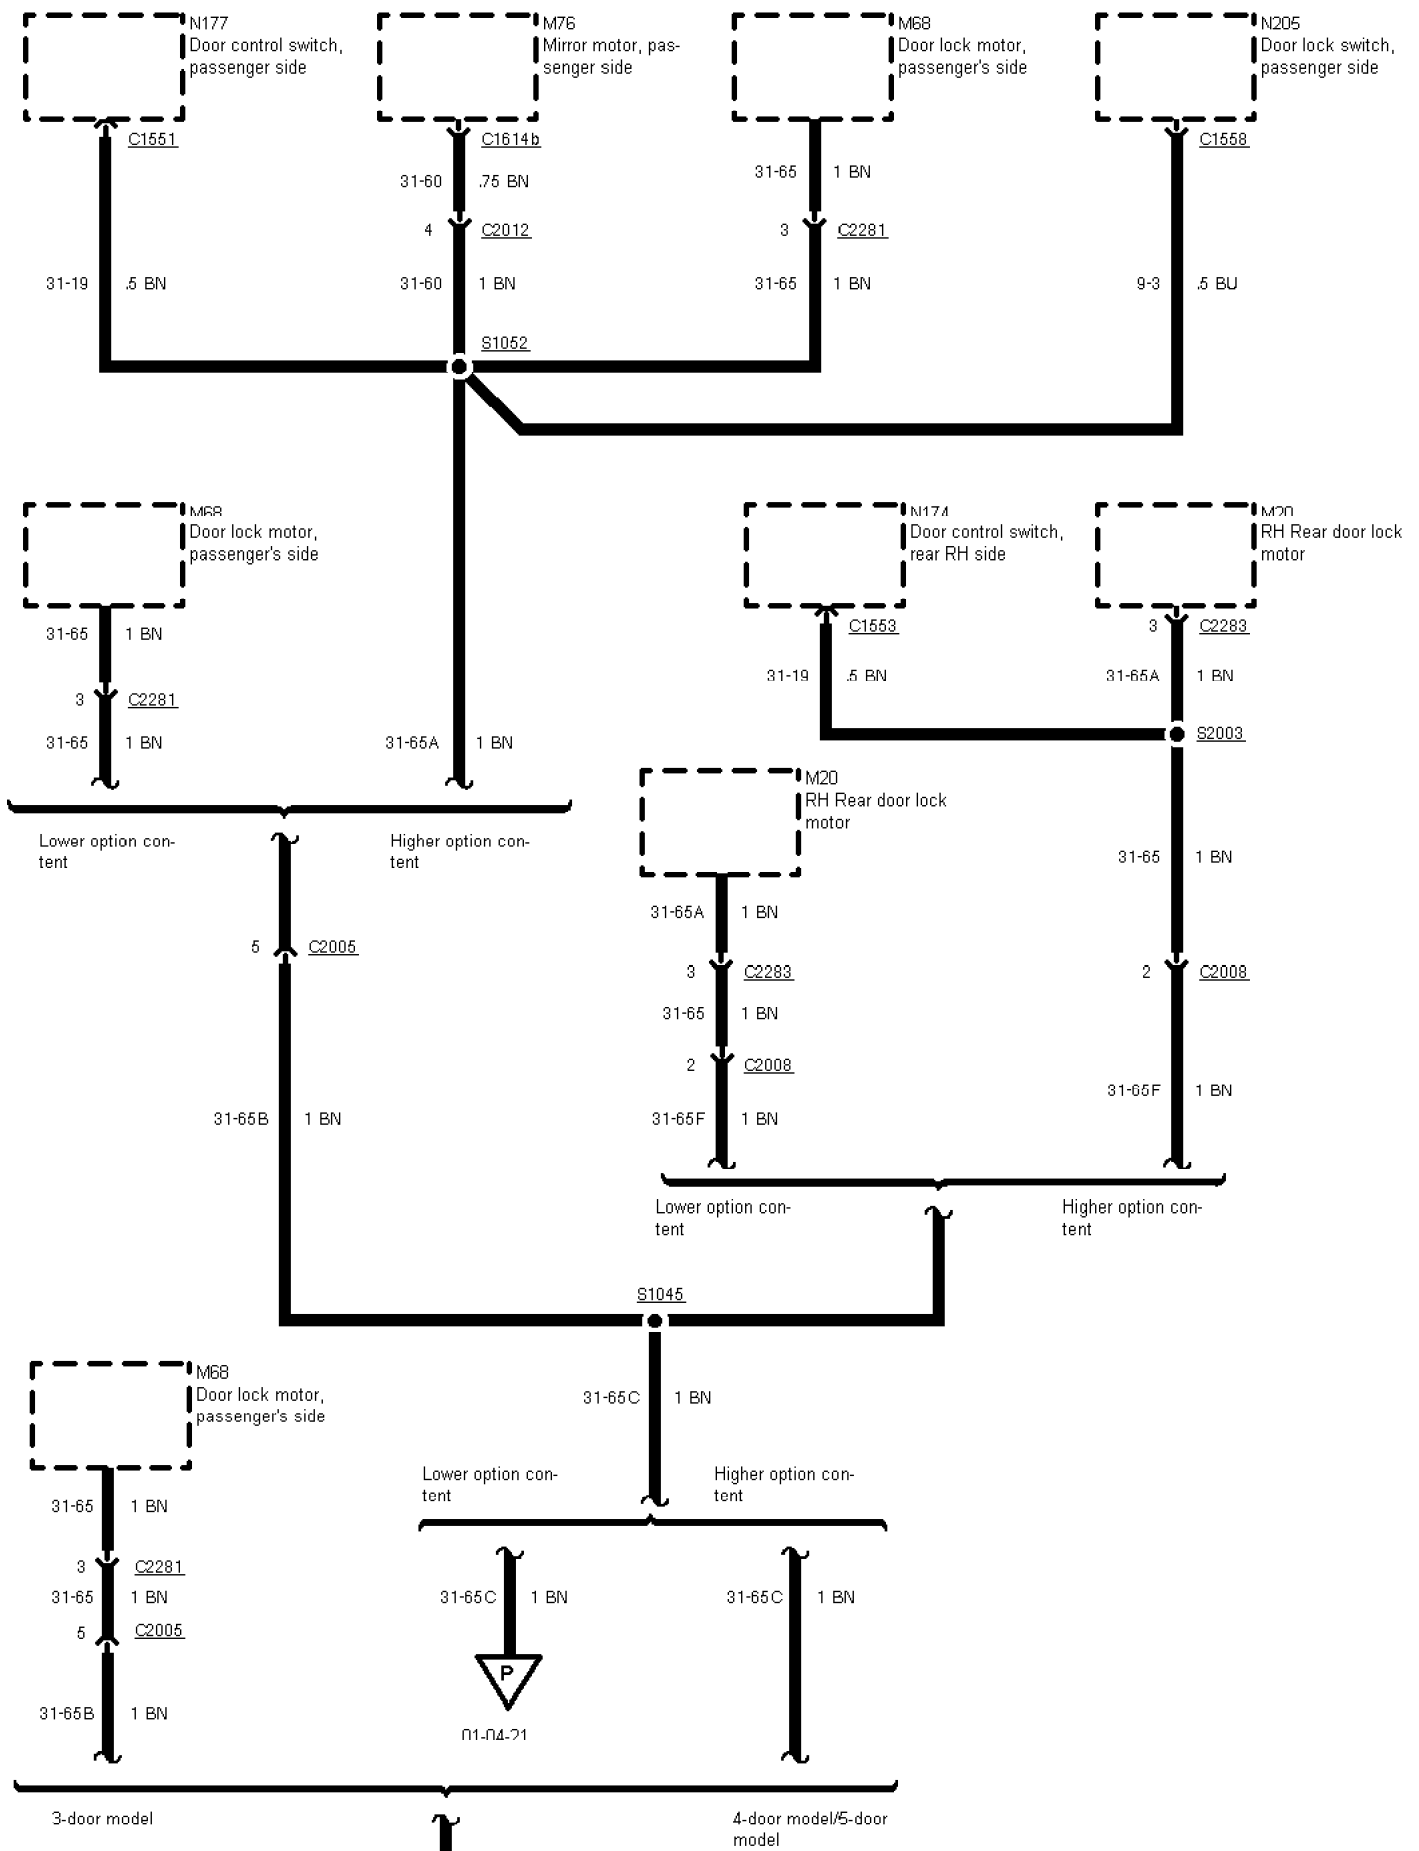 N177
Door control switch,
passenger side
M76
Mirror motor, pas-
senger side
M68
Door lock motor,
passenger's side
N205
Door lock switch,
passenger side
C1551
C1614b
C1558
31-60 .75 BN
31-65 1 BN
4 C2012
3 C2281
31-19 .5 BN
31-60 1 BN
31-65 1 BN
9-3 .5 BU
S1052
M68
Door lock motor,
passenger's side
N174
Door control switch,
rear RH side
M20
RH Rear door lock
motor
31-65 1 BN
C1553
3 C2283
31-19 .5 BN
31-65A 1 BN
3 C2281
31-65 1 BN
31-65A 1 BN
S2003
M20
RH Rear door lock
motor
Lower option con-
tent
Higher option con-
tent
31-65 1 BN
31-65A 1 BN
5 C2005
3 C2283
2 C2008
31-65 1 BN
2 C2008
31-65F 1 BN
31-65B 1 BN
31-65F 1 BN
Lower option con-
tent
Higher option con-
tent
S1045
M68
Door lock motor,
passenger's side
31-65C 1 BN
Lower option con-
tent
Higher option con-
tent
31-65 1 BN
3 C2281
31-65 1 BN
31-65C 1 BN
31-65C 1 BN
5 C2005
P
31-65B 1 BN
01-04-21
3-door model
4-door model/5-door
model